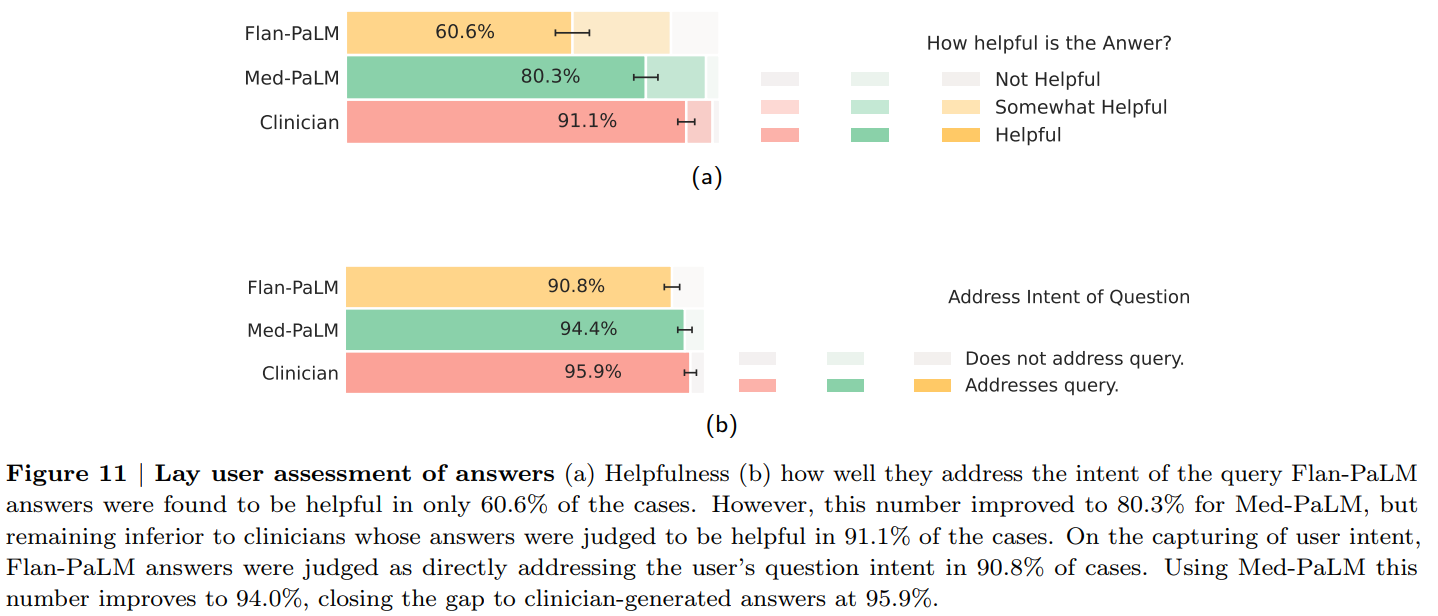 Flan-PaLM 60.6%
Med-PaLM 80.3%
Clinician 91.1%
How helpful is the Anwer?
Not Helpful
Somewhat Helpful
Helpful
(a)
Flan-PaLM 90.8%
Med-PaLM 94.4%
Clinician 95.9%
Address Intent of Question
Does not address query.
Addresses query.
(b)
Figure 11 | Lay user assessment of answers (a) Helpfulness (b) how well they address the intent of the query Flan-PaLM
answers were found to be helpful in only 60.6% of the cases. However, this number improved to 80.3% for Med-PaLM, but
remaining inferior to clinicians whose answers were judged to be helpful in 91.1% of the cases. On the capturing of user intent,
Flan-PaLM answers were judged as directly addressing the user's question intent in 90.8% of cases. Using Med-PaLM this
number improves to 94.0%, closing the gap to clinician-generated answers at 95.9%.